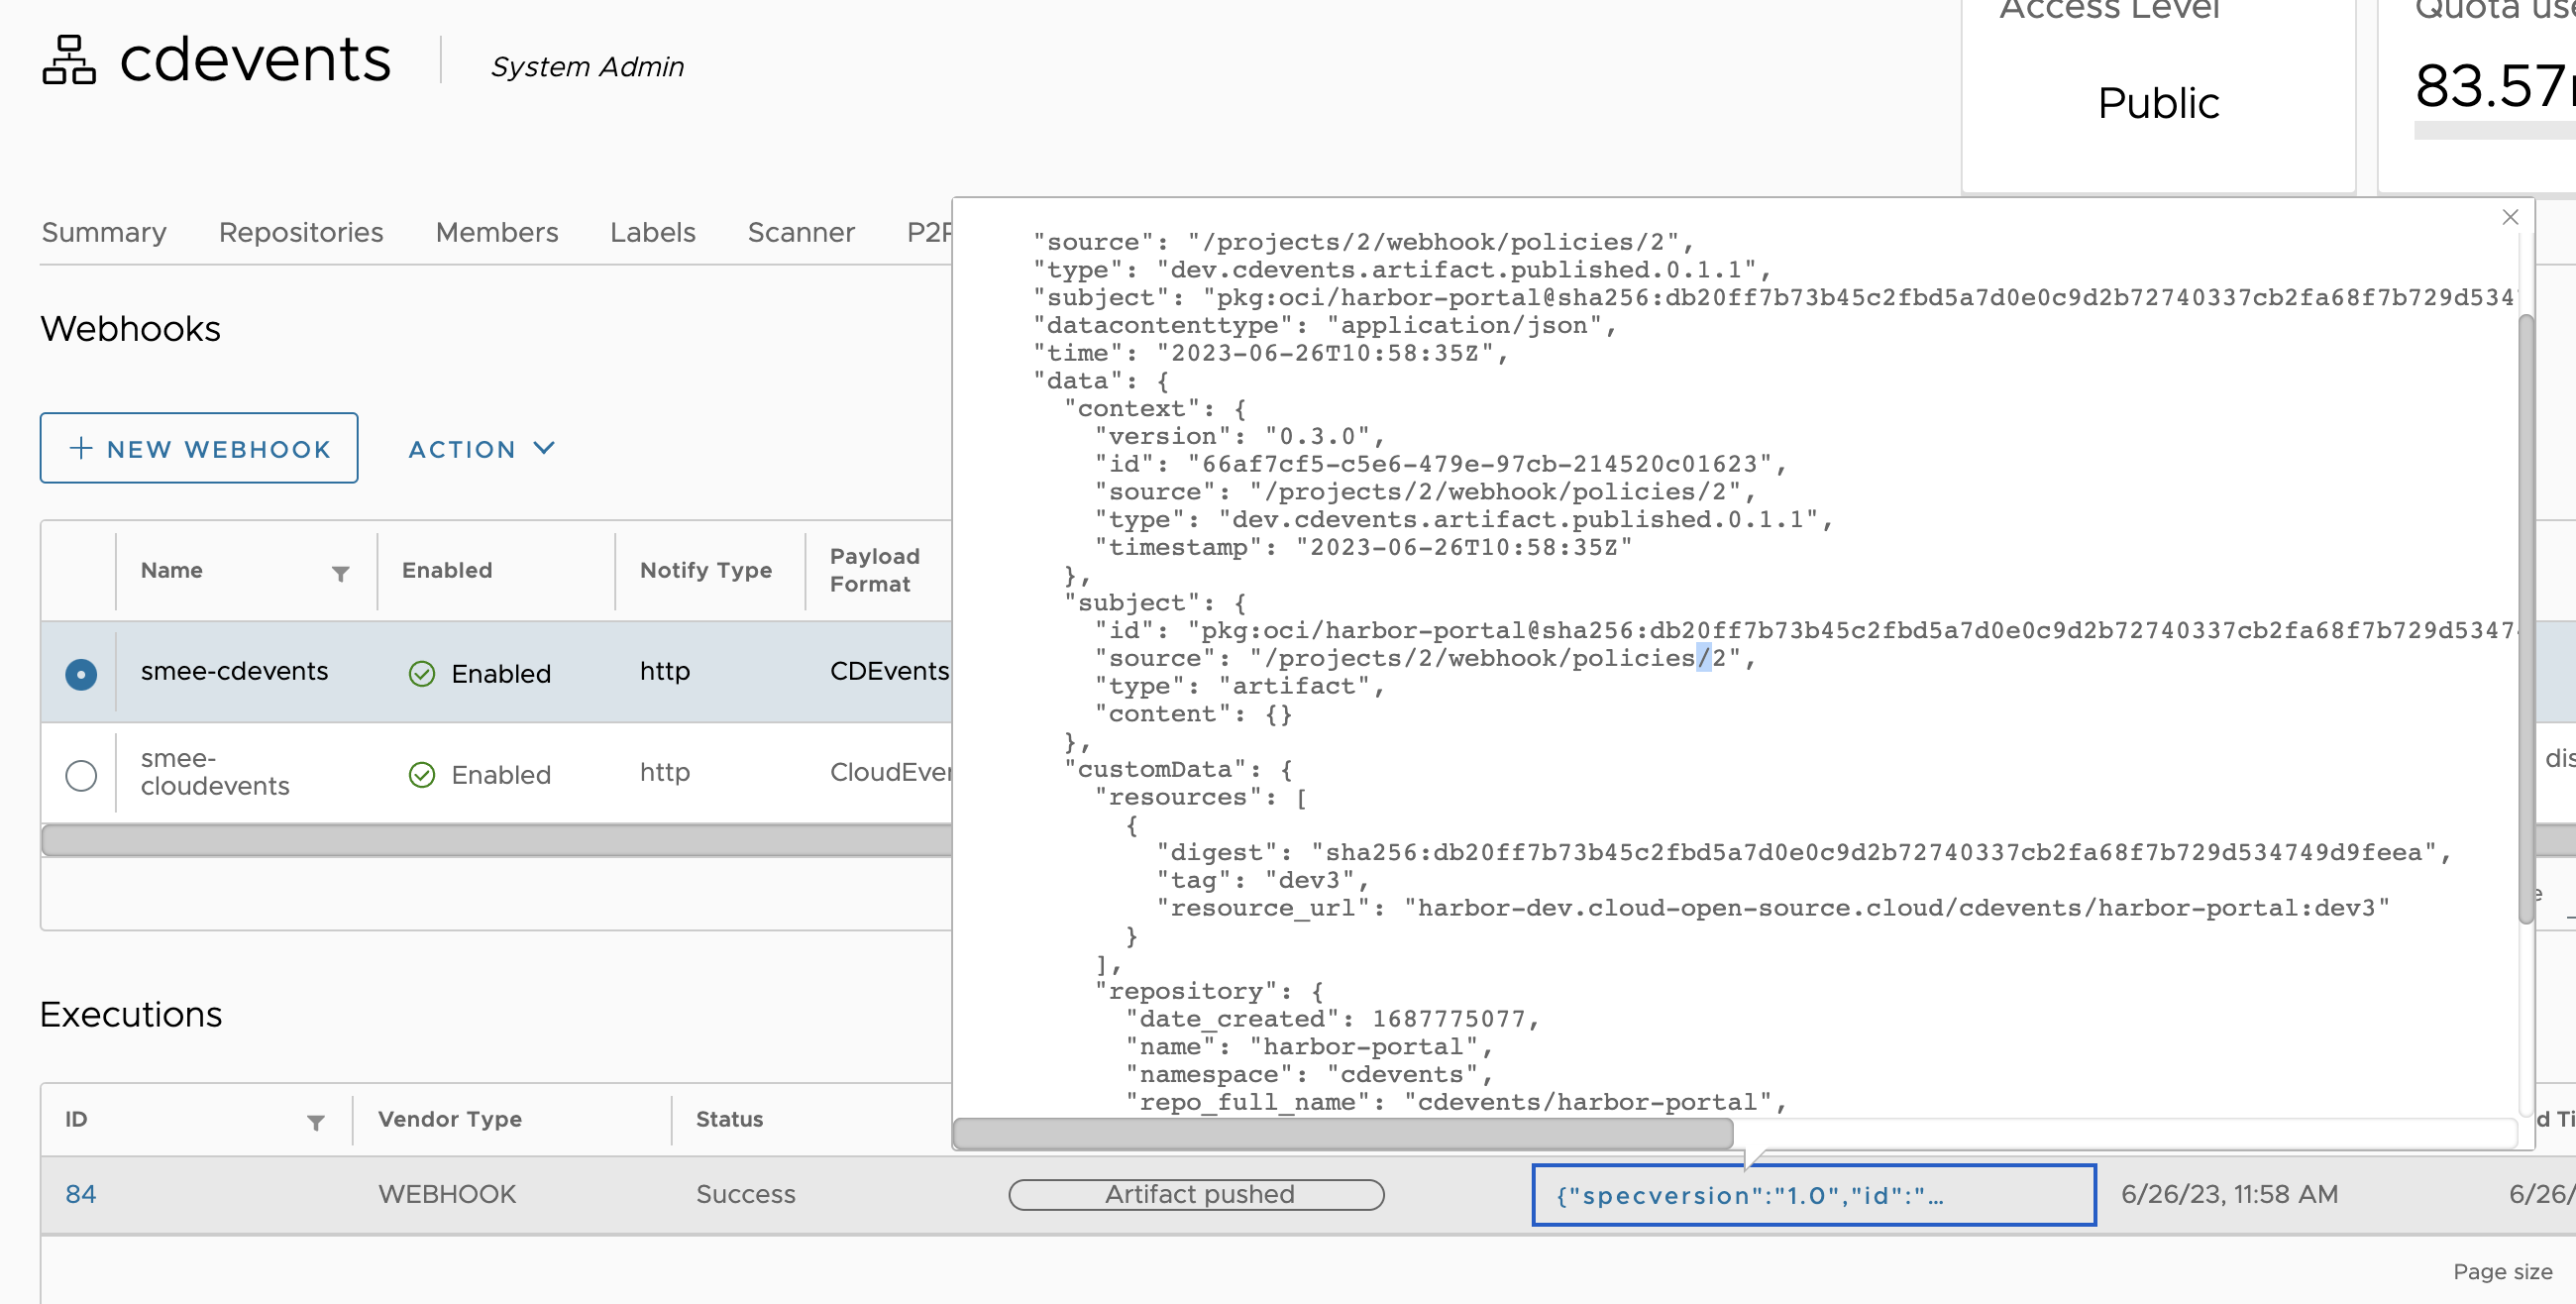 cdevents
System Admin
Access Level
Public
Quota
83.57
Summary Repositories Members Labels Scanner
Webhooks
+ NEW WEBHOOK ACTION
Name Enabled Notify Type Payload Format
smee-cdevents Enabled http CDEvents
smee-cloudevents Enabled http
"source": "/projects/2/webhook/policies/2",
"type": "dev.cdevents.artifact.published.0.1.1",
"subject": "pkg:oci/harbor-portal@sha256:db20ff7b73b45c2fbd5a7d0e0c9d2b72740337cb2fa68f7b729d534
"datacontenttype": "application/json",
"time": "2023-06-26T10:58:35Z",
"data": {
"context": {
"version": "0.3.0",
"id": "66af7cf5-c5e6-479e-97cb-214520c01623",
"source": "/projects/2/webhook/policies/2",
"type": "dev.cdevents.artifact.published.0.1.1",
"timestamp": "2023-06-26T10:58:35Z"
},
"subject": {
"id": "pkg:oci/harbor-portal@sha256:db20ff7b73b45c2fbd5a7d0e0c9d2b72740337cb2fa68f7b729d5347
"source": "/projects/2/webhook/policies/2",
"type": "artifact",
"content": {}
},
"customData": {
"resources": [
{
"digest": "sha256:db20ff7b73b45c2fbd5a7d0e0c9d2b72740337cb2fa68f7b729d534749d9feea",
"tag": "dev3",
"resource_url": "harbor-dev.cloud-open-source.cloud/cdevents/harbor-portal:dev3"
}
],
"repository": {
"date_created": 1687775077,
"name": "harbor-portal",
"namespace": "cdevents",
"repo_full_name": "cdevents/harbor-portal",
Executions
ID Vendor Type Status
84 WEBHOOK Success Artifact pushed {"specversion":"1.0","id":"… 6/26/23, 11:58 AM 6/26/
Page size